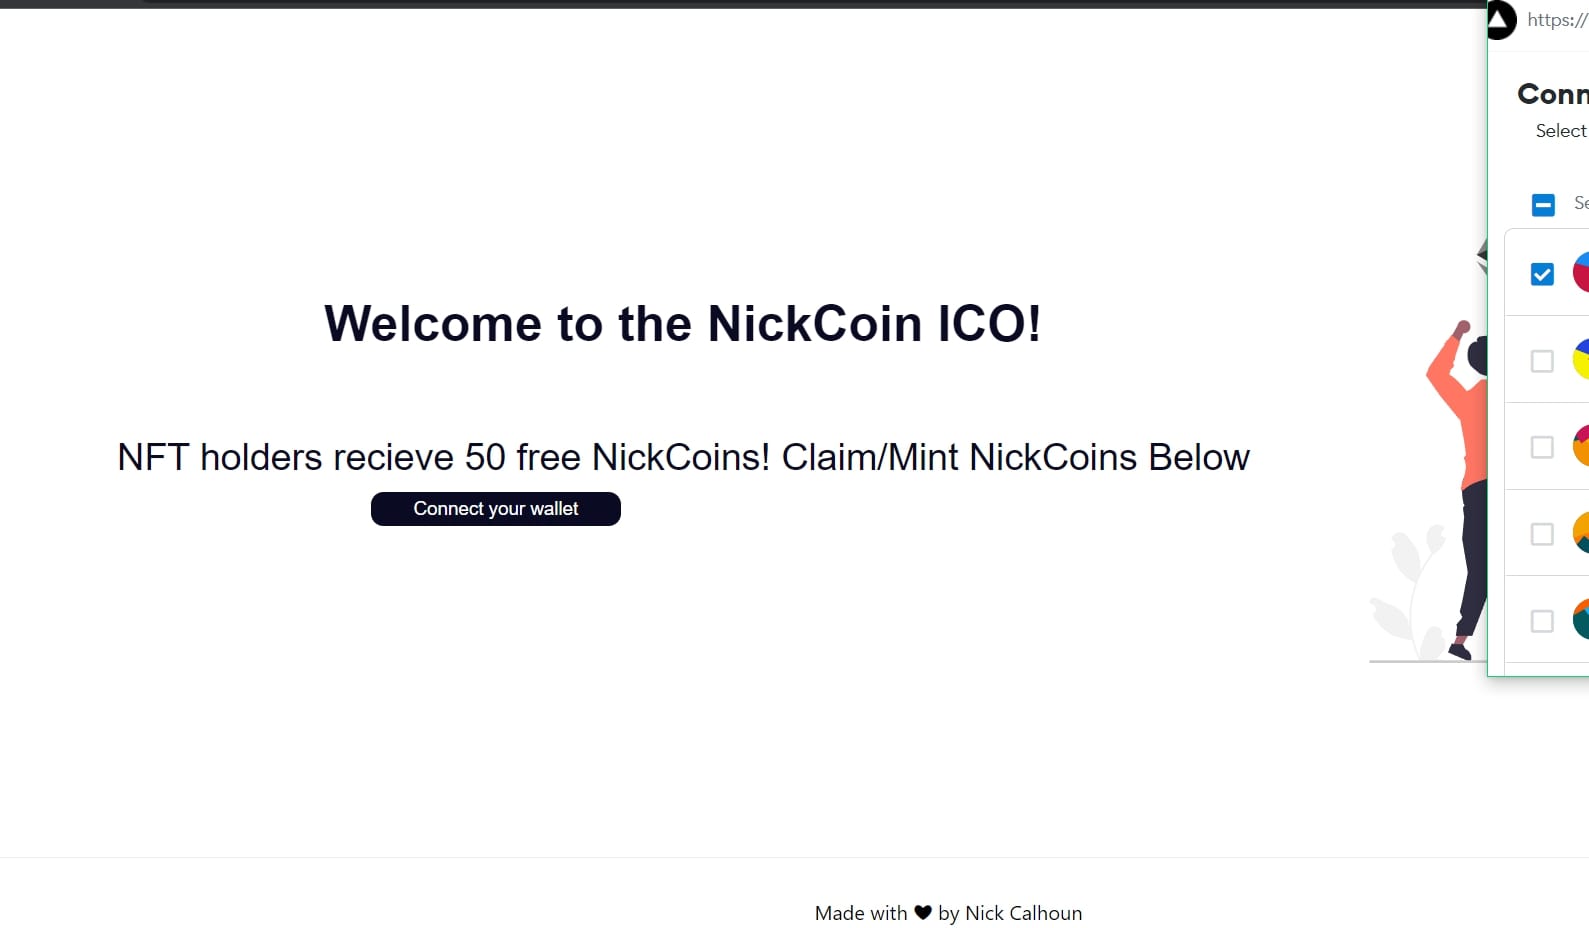 Welcome to the NickCoin ICO!
NFT holders recieve 50 free NickCoins! Claim/Mint NickCoins Below
Connect your wallet
Made with ♥ by Nick Calhoun
https://
Conn
Select
Se